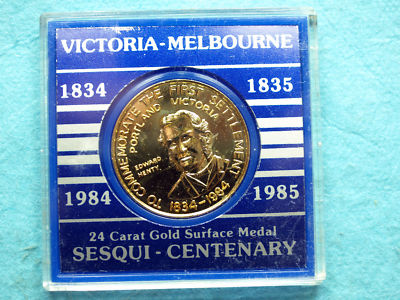 VICTORIA-MELBOURNE
1834 1835
TO COMMEMORATE THE FIRST SETTLEMENT
PORTLAND VICTORIA
EDWARD
HENTY.
1834-1984
1984 1985
24 Carat Gold Surface Medal
SESQUI - CENTENARY